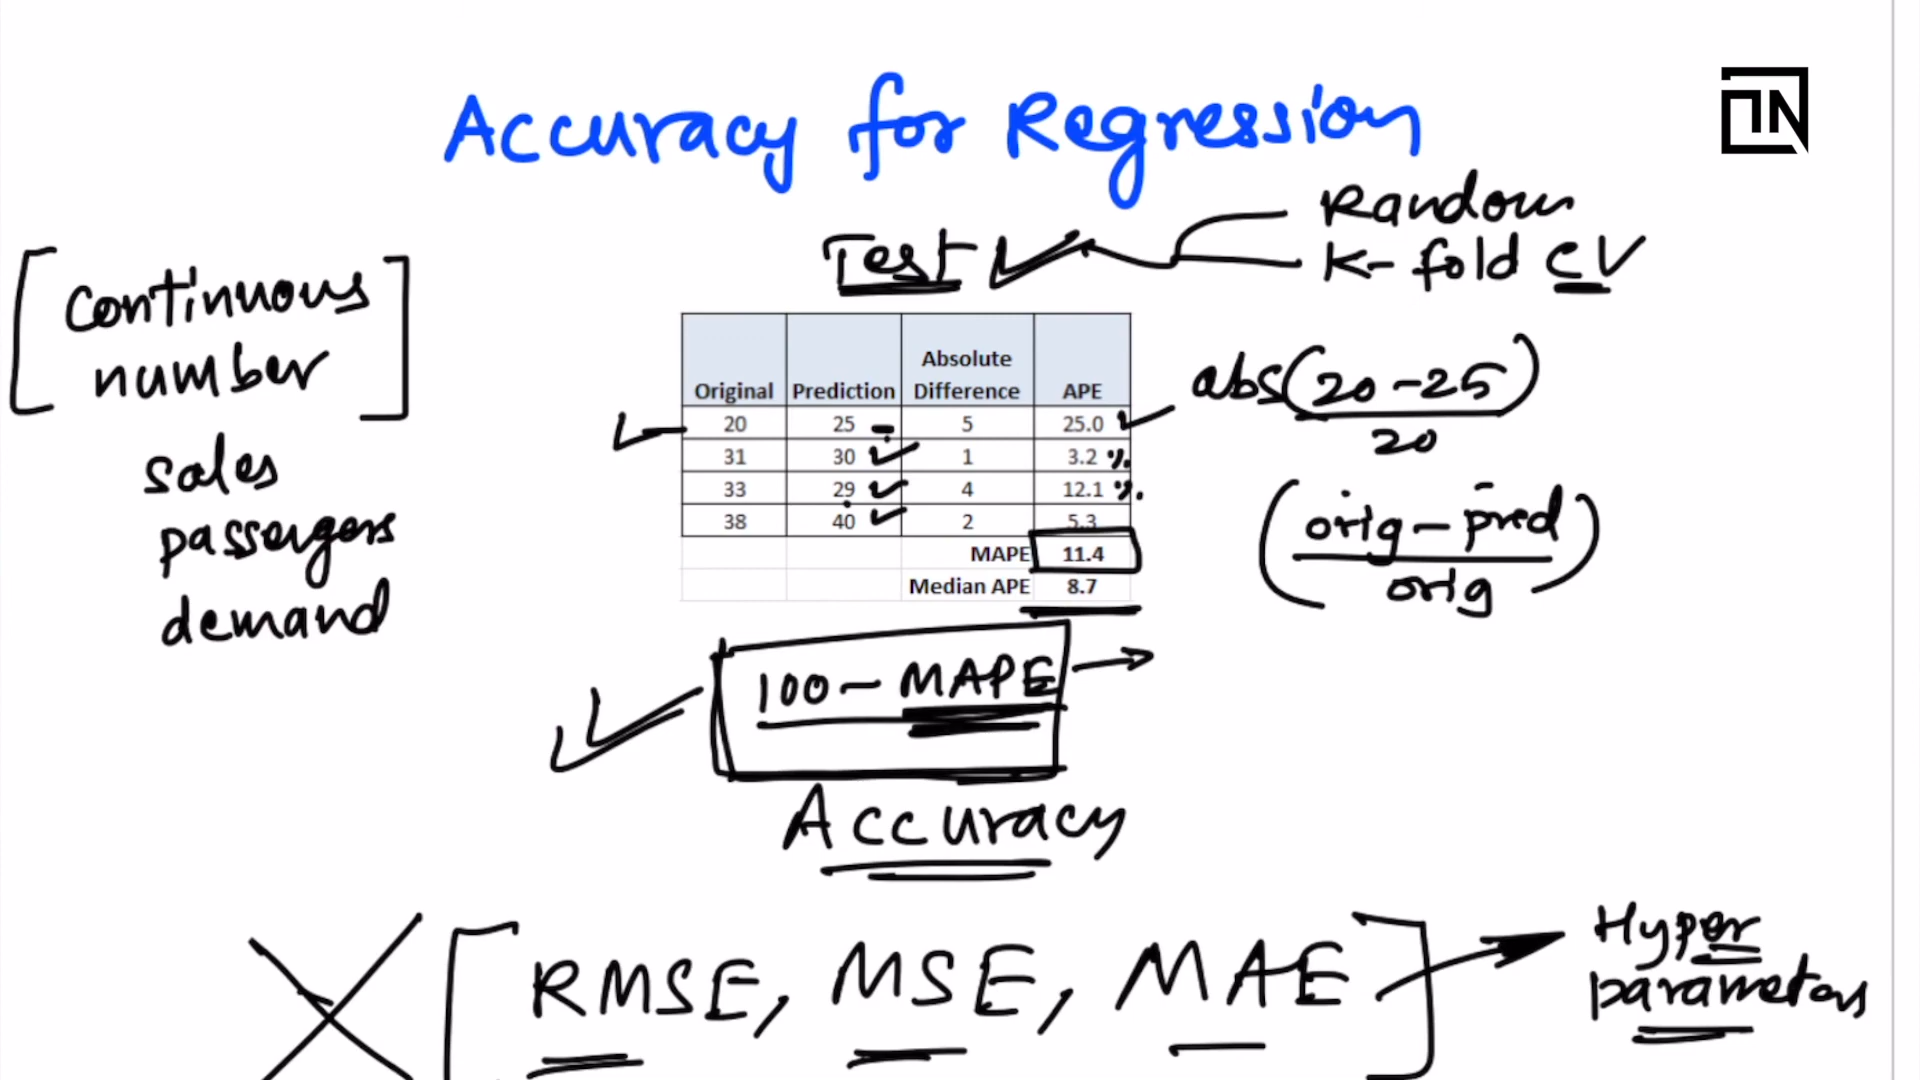 Accuracy for Regression
Random
K-fold CV
Test
[continuous
number]
sales
passergers
demand
Original Prediction Absolute Difference APE
20 25 5 25.0
31 30 1 3.2 %
33 29 4 12.1 %
38 40 2 5.3
MAPE 11.4
Median APE 8.7
abs(20-25)
20
(orig-pred)
orig
100-MAPE
Accuracy
[RMSE, MSE, MAE]
Hyper
parameters